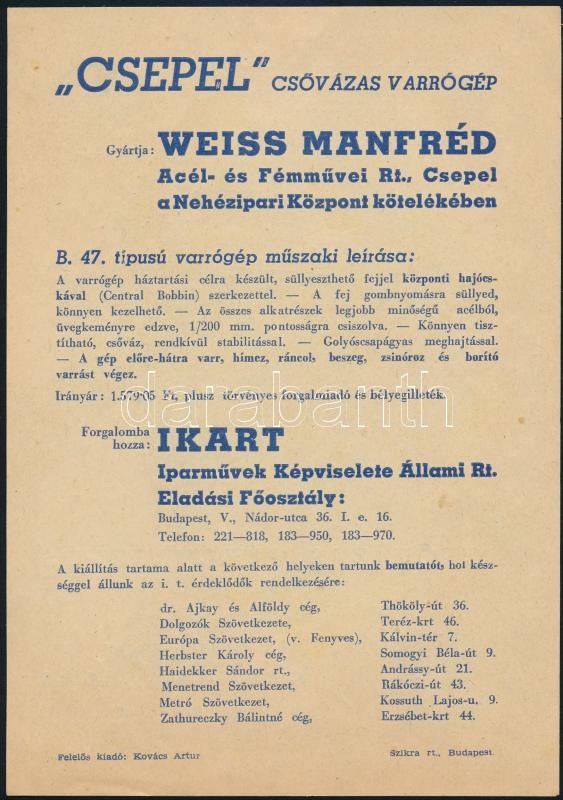 „CSEPEL” CSŐVÁZAS VARRÓGÉP
Gyártja: WEISS MANFRÉD
Acél- és Fémművei Rt., Csepel
a Nehézipari Központ kötelékében
B. 47. típusú varrógép műszaki leírása:
A varrógép háztartási célra készült, süllyeszthető fejjel központi hajócs-
kával (Central Bobbin) szerkezettel. — A fej gombnyomásra süllyed,
könnyen kezelhető. — Az összes alkatrészek legjobb minőségű acélból,
üvegkeményre edzve, 1/200 mm. pontosságra csiszolva. — Könnyen tisz-
títható, csőváz, rendkívül stabilitással. — Golyóscsapágyas meghajtással.
— A gép előre-hátra varr, hímez, ráncol, beszeg, zsinóroz és borító
varrást végez.
Irányár: 1.579·05 Ft, plusz törvényes forgalmiadó és bélyegilleték.
darabanth
Forgalomba
hozza: IKART
Iparművek Képviselete Állami Rt.
Eladási Főosztály:
Budapest, V., Nádor-utca 36. I. e. 16.
Telefon: 221—818, 183—950, 183—970.
A kiállítás tartama alatt a következő helyeken tartunk bemutatót, hol kész-
séggel állunk az i. t. érdeklődők rendelkezésére:
dr. Ajkay és Alföldy cég, Thököly-út 36.
Dolgozók Szövetkezete, Teréz-krt 46.
Európa Szövetkezet, (v. Fenyves), Kálvin-tér 7.
Herbster Károly cég, Somogyi Béla-út 9.
Haidekker Sándor rt., Andrássy-út 21.
Menetrend Szövetkezet, Rákóczi-út 43.
Metró Szövetkezet, Kossuth Lajos-u. 9.
Zathureczky Bálintné cég, Erzsébet-krt 44.
Felelős kiadó: Kovács Artur Szikra rt., Budapest.